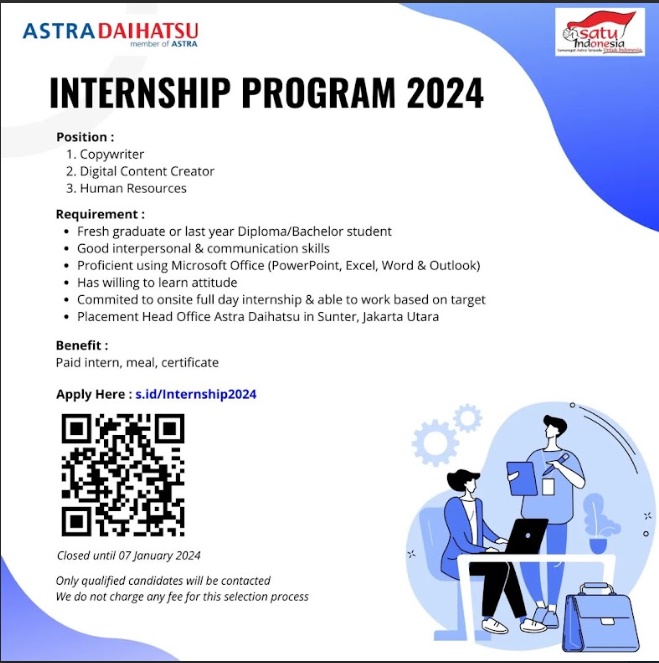 ASTRA DAIHATSU
member of ASTRA
satu
Indonesia
INTERNSHIP PROGRAM 2024
Position :
1. Copywriter
2. Digital Content Creator
3. Human Resources
Requirement :
• Fresh graduate or last year Diploma/Bachelor student
• Good interpersonal & communication skills
• Proficient using Microsoft Office (PowerPoint, Excel, Word & Outlook)
• Has willing to learn attitude
• Commited to onsite full day internship & able to work based on target
• Placement Head Office Astra Daihatsu in Sunter, Jakarta Utara
Benefit :
Paid intern, meal, certificate
Apply Here : s.id/Internship2024
Closed until 07 January 2024
Only qualified candidates will be contacted
We do not charge any fee for this selection process